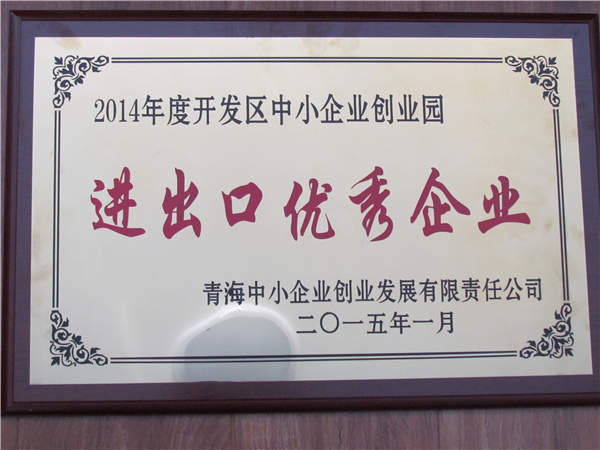 2014年度开发区中小企业创业园
进出口优秀企业
青海中小企业创业发展有限责任公司
二〇一五年一月